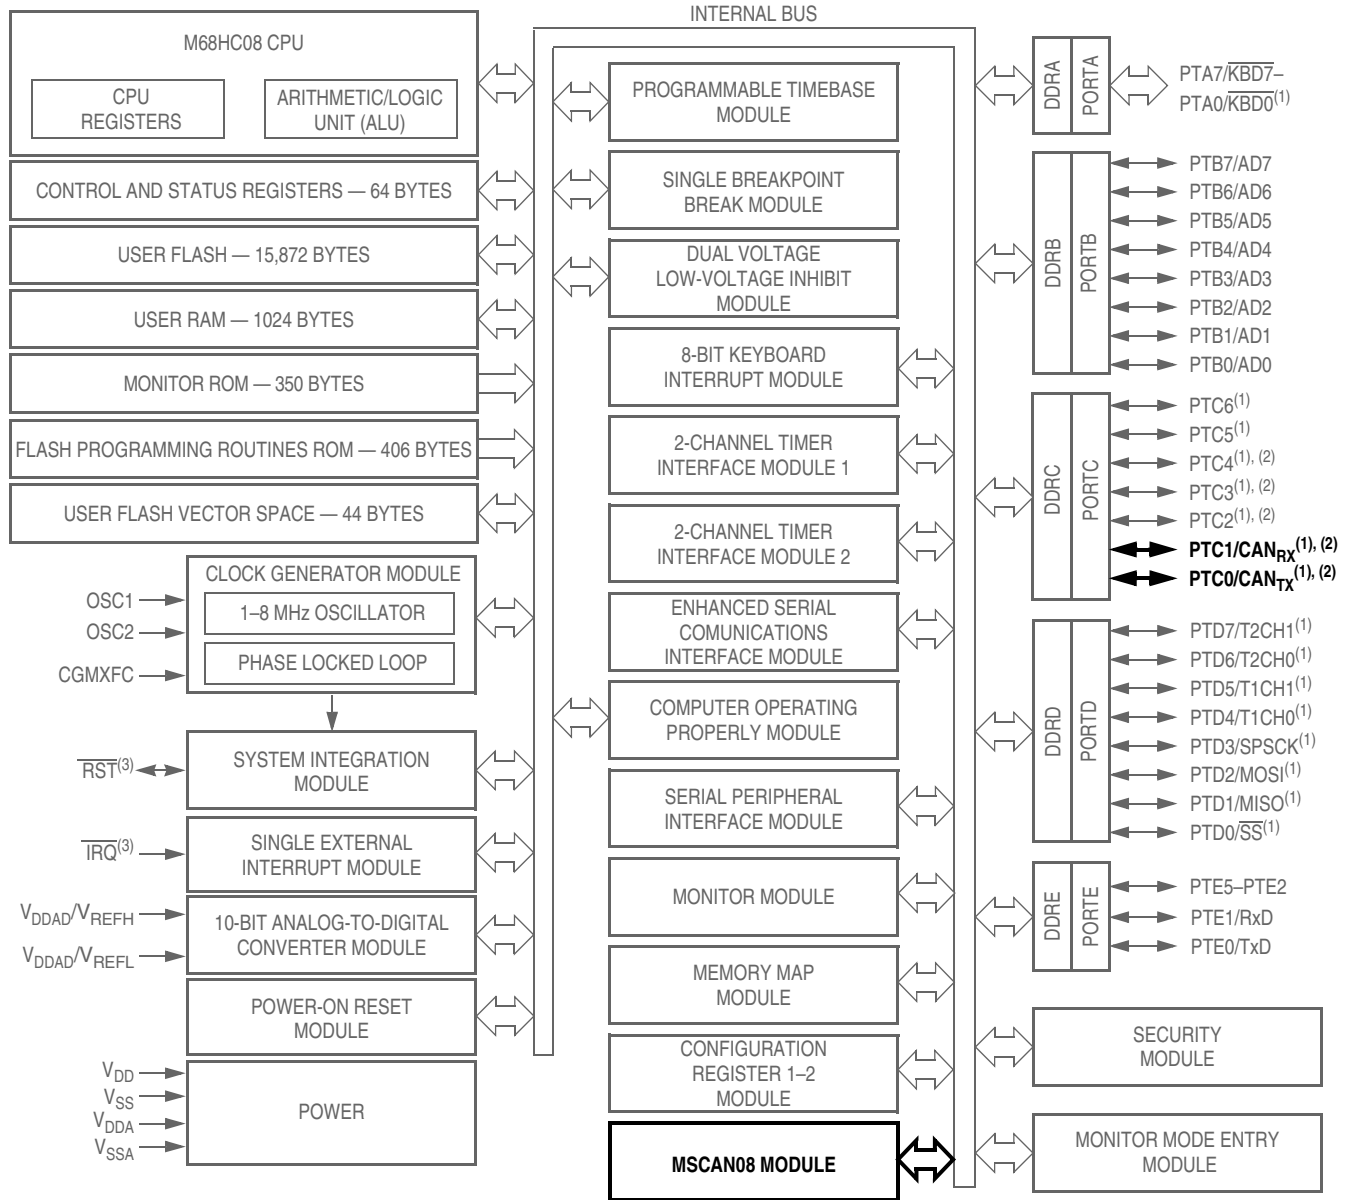 INTERNAL BUS
M68HC08 CPU
CPU
REGISTERS
ARITHMETIC/LOGIC
UNIT (ALU)
CONTROL AND STATUS REGISTERS — 64 BYTES
USER FLASH — 15,872 BYTES
USER RAM — 1024 BYTES
MONITOR ROM — 350 BYTES
FLASH PROGRAMMING ROUTINES ROM — 406 BYTES
USER FLASH VECTOR SPACE — 44 BYTES
CLOCK GENERATOR MODULE
1–8 MHz OSCILLATOR
PHASE LOCKED LOOP
OSC1
OSC2
CGMXFC
SYSTEM INTEGRATION
MODULE
RST(3)
SINGLE EXTERNAL
INTERRUPT MODULE
IRQ(3)
10-BIT ANALOG-TO-DIGITAL
CONVERTER MODULE
VDDAD/VREFH
VDDAD/VREFL
POWER-ON RESET
MODULE
POWER
VDD
VSS
VDDA
VSSA
PROGRAMMABLE TIMEBASE
MODULE
SINGLE BREAKPOINT
BREAK MODULE
DUAL VOLTAGE
LOW-VOLTAGE INHIBIT
MODULE
8-BIT KEYBOARD
INTERRUPT MODULE
2-CHANNEL TIMER
INTERFACE MODULE 1
2-CHANNEL TIMER
INTERFACE MODULE 2
ENHANCED SERIAL
COMUNICATIONS
INTERFACE MODULE
COMPUTER OPERATING
PROPERLY MODULE
SERIAL PERIPHERAL
INTERFACE MODULE
MONITOR MODULE
MEMORY MAP
MODULE
CONFIGURATION
REGISTER 1–2
MODULE
MSCAN08 MODULE
DDRA
PORTA
PTA7/KBD7–
PTA0/KBD0(1)
DDRB
PORTB
PTB7/AD7
PTB6/AD6
PTB5/AD5
PTB4/AD4
PTB3/AD3
PTB2/AD2
PTB1/AD1
PTB0/AD0
DDRC
PORTC
PTC6(1)
PTC5(1)
PTC4(1), (2)
PTC3(1), (2)
PTC2(1), (2)
PTC1/CANRX(1), (2)
PTC0/CANTX(1), (2)
DDRD
PORTD
PTD7/T2CH1(1)
PTD6/T2CH0(1)
PTD5/T1CH1(1)
PTD4/T1CH0(1)
PTD3/SPSCK(1)
PTD2/MOSI(1)
PTD1/MISO(1)
PTD0/SS(1)
DDRE
PORTE
PTE5–PTE2
PTE1/RxD
PTE0/TxD
SECURITY
MODULE
MONITOR MODE ENTRY
MODULE